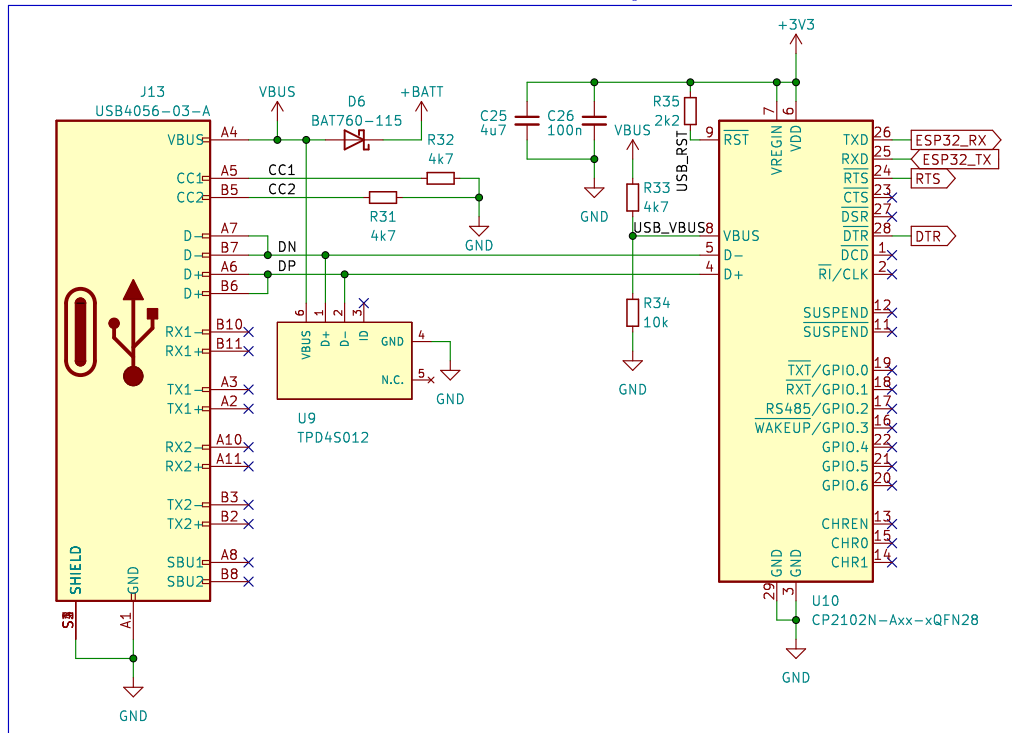 +3V3
J13
USB4056-03-A
VBUS
D6
BAT760-115
+BATT
R32
4k7
C25
4u7
C26
100n
VBUS
R35
2k2
USB_RST
VBUS A4
CC1 A5 CC1
CC2 B5 CC2
R31
4k7
GND
GND
R33
4k7
D- A7
D- B7 DN
D+ A6 DP
D+ B6
USB_VBUS
R34
10k
GND
RX1- B10
RX1+ B11
TX1- A3
TX1+ A2
RX2- A10
RX2+ A11
TX2- B3
TX2+ B2
SBU1 A8
SBU2 B8
SHIELD
GND
A1
GND
6 1 2 3
VBUS D+ D- ID
GND 4
N.C. 5
GND
U9
TPD4S012
7 6
VREGIN VDD
9 RST
8 VBUS
5 D-
4 D+
TXD 26 ESP32_RX
RXD 25 ESP32_TX
RTS 24 RTS
CTS 23
DSR 27
DTR 28 DTR
DCD 1
RI/CLK 2
SUSPEND 12
SUSPEND 11
TXT/GPIO.0 19
RXT/GPIO.1 18
RS485/GPIO.2 17
WAKEUP/GPIO.3 16
GPIO.4 22
GPIO.5 21
GPIO.6 20
CHREN 13
CHR0 15
CHR1 14
GND GND
29 3
U10
CP2102N-Axx-xQFN28
GND